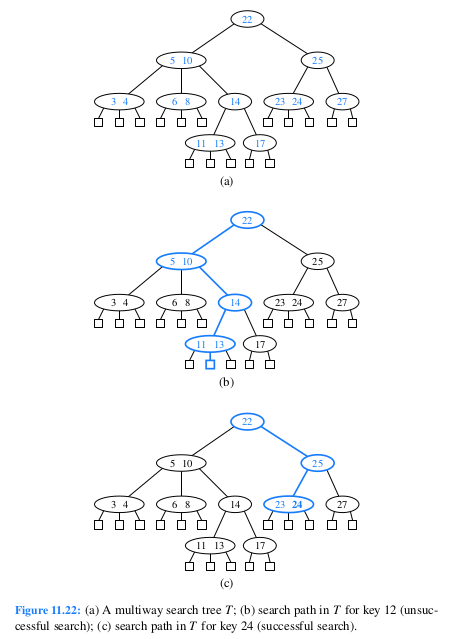 22
5 10 25
3 4 6 8 14 23 24 27
11 13 17
(a)
22
5 10 25
3 4 6 8 14 23 24 27
11 13 17
(b)
22
5 10 25
3 4 6 8 14 23 24 27
11 13 17
(c)
Figure 11.22: (a) A multiway search tree T; (b) search path in T for key 12 (unsuc-
cessful search); (c) search path in T for key 24 (successful search).